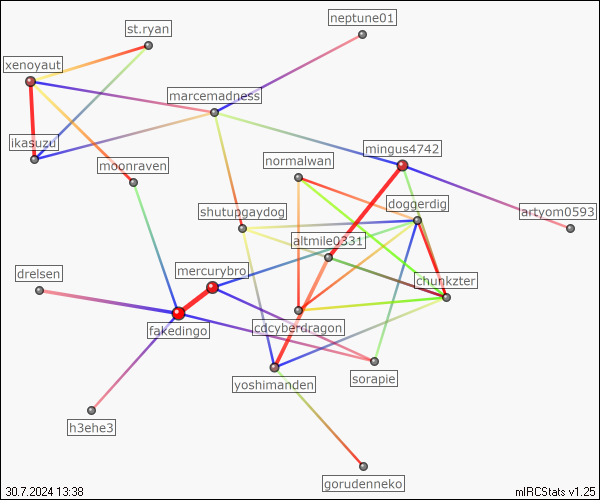 neptune01
st.ryan
xenoyaut
marcemadness
ikasuzu
mingus4742
normalwan
moonraven
doggerdig
shutupgaydog
artyom0593
altmile0331
mercurybro
drelsen
chunkzter
fakedingo
cdcyberdragon
yoshimanden
sorapie
h3ehe3
gorudenneko
30.7.2024 13:38
mIRCStats v1.25